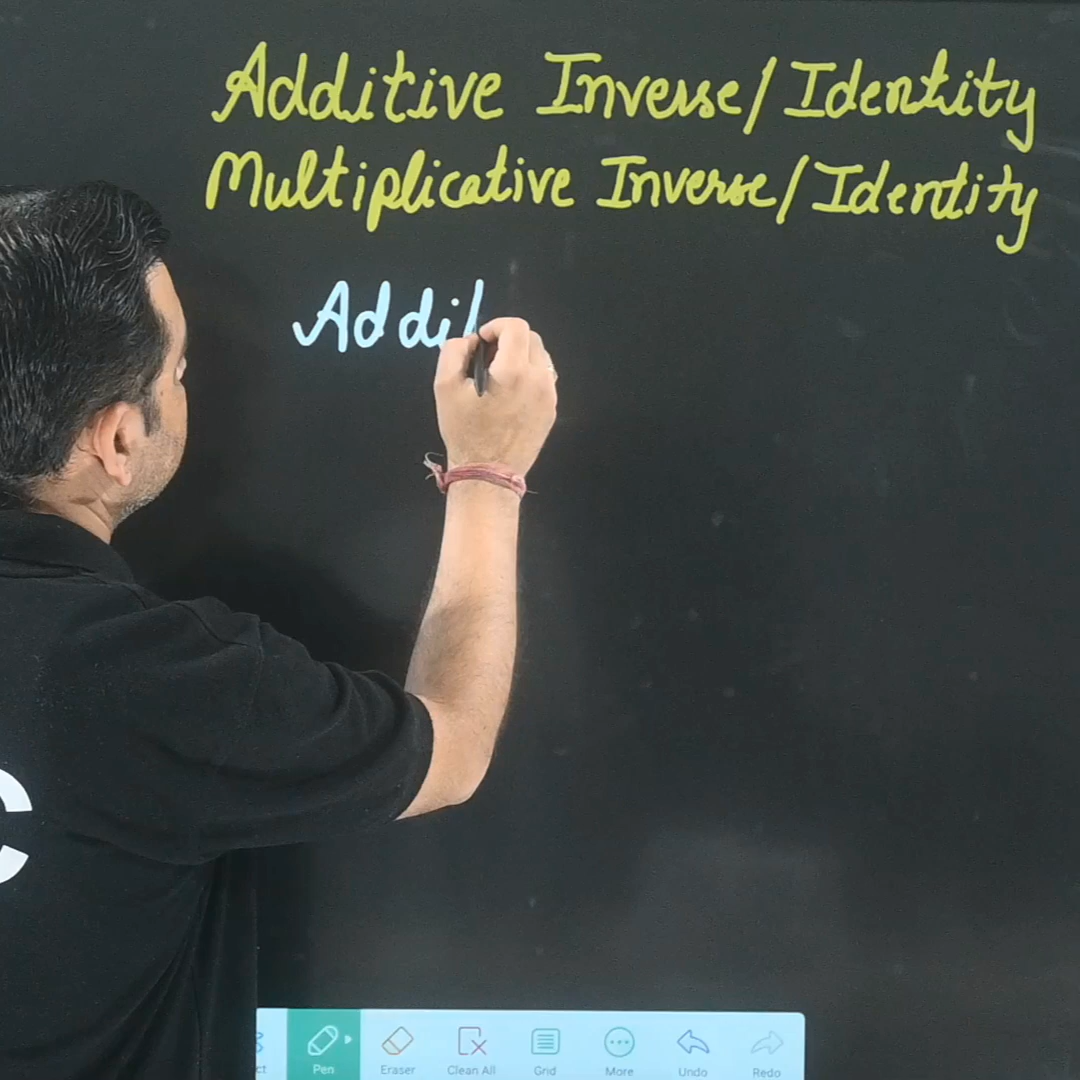 Additive Inverse/Identity
Multiplicative Inverse/Identity
Addit
C
Pen Eraser Clean All Grid More Undo Redo